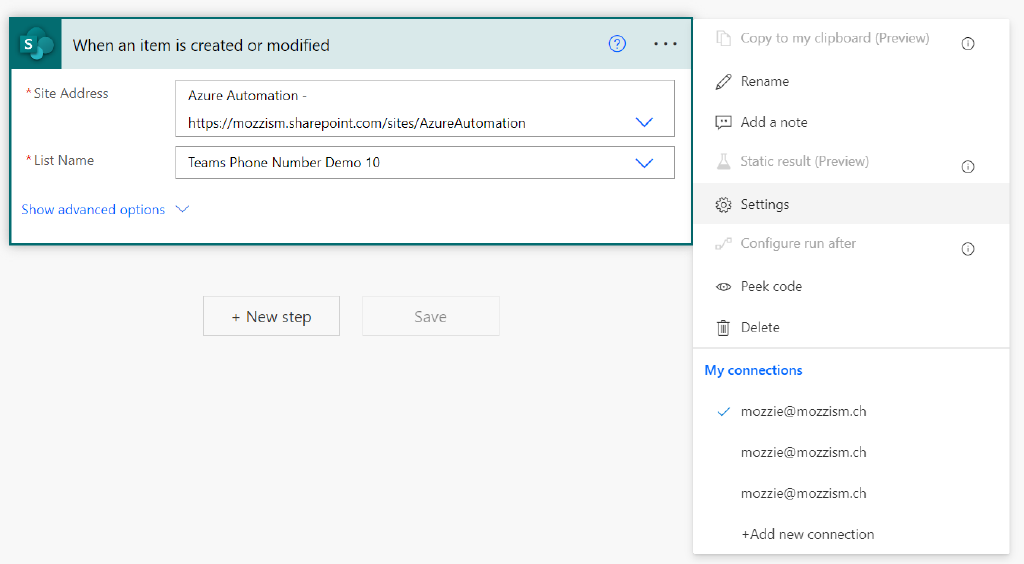 S
When an item is created or modified
* Site Address
Azure Automation -
https://mozzism.sharepoint.com/sites/AzureAutomation
* List Name
Teams Phone Number Demo 10
Show advanced options
+ New step
Save
Copy to my clipboard (Preview)
Rename
Add a note
Static result (Preview)
Settings
Configure run after
Peek code
Delete
My connections
mozzie@mozzism.ch
mozzie@mozzism.ch
mozzie@mozzism.ch
+Add new connection